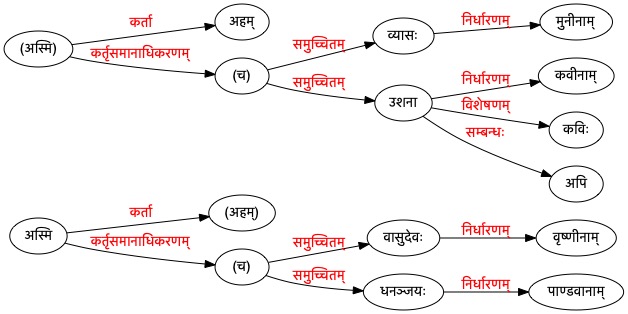 (अस्मि) कर्ता अहम्
कर्तृसमानाधिकरणम् (च) समुच्चितम् व्यासः निर्धारणम् मुनीनाम्
समुच्चितम् उशना निर्धारणम् कवीनाम्
विशेषणम् कविः
सम्बन्धः अपि
अस्मि कर्ता (अहम्)
कर्तृसमानाधिकरणम् (च) समुच्चितम् वासुदेवः निर्धारणम् वृष्णीनाम्
समुच्चितम् धनञ्जयः निर्धारणम् पाण्डवानाम्